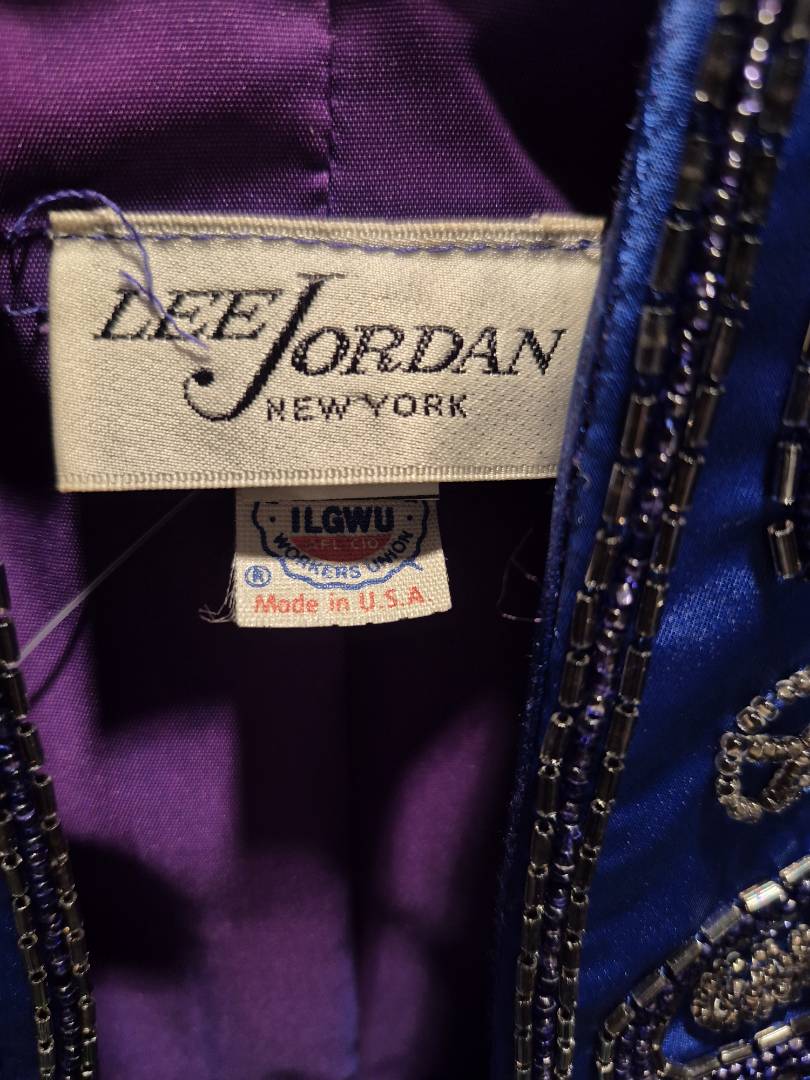 LEE JORDAN
NEW YORK
ILGWU
AFL-CIO
WORKERS UNION
®
Made in U.S.A